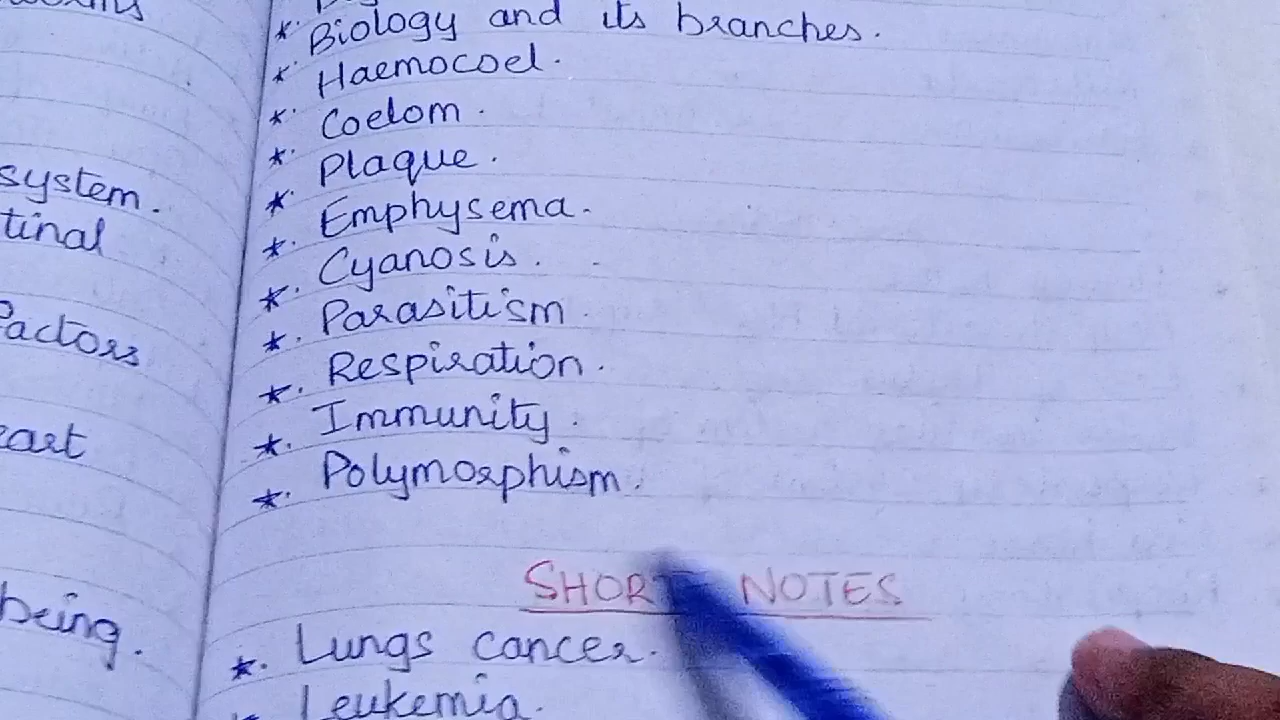 * Biology and its branches.
* Haemocoel.
* Coelom.
* Plaque.
* Emphysema.
* Cyanosis.
* Parasitism
* Respiration.
* Immunity.
* Polymorphism.
SHORT NOTES
* Lungs cancer.
* Leukemia.
system.
tinal
Factors
eart
being.